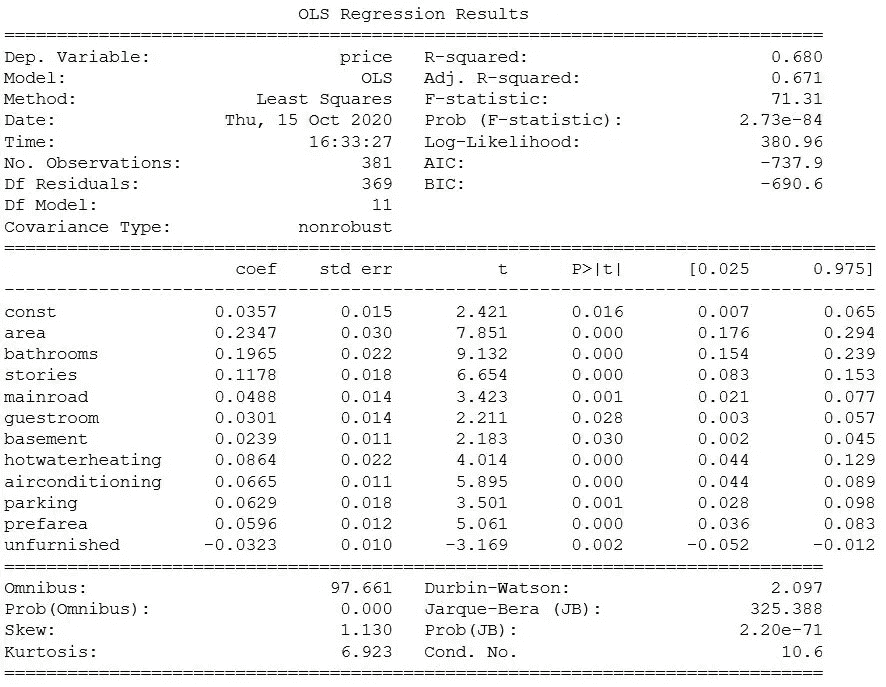 OLS Regression Results
==============================================================================
Dep. Variable:                  price   R-squared:                       0.680
Model:                            OLS   Adj. R-squared:                  0.671
Method:                 Least Squares   F-statistic:                     71.31
Date:                Thu, 15 Oct 2020   Prob (F-statistic):           2.73e-84
Time:                        16:33:27   Log-Likelihood:                 380.96
No. Observations:                 381   AIC:                            -737.9
Df Residuals:                     369   BIC:                            -690.6
Df Model:                          11
Covariance Type:            nonrobust
===================================================================================
                      coef    std err          t      P>|t|      [0.025      0.975]
-----------------------------------------------------------------------------------
const               0.0357      0.015      2.421      0.016       0.007       0.065
area                0.2347      0.030      7.851      0.000       0.176       0.294
bathrooms           0.1965      0.022      9.132      0.000       0.154       0.239
stories             0.1178      0.018      6.654      0.000       0.083       0.153
mainroad            0.0488      0.014      3.423      0.001       0.021       0.077
guestroom           0.0301      0.014      2.211      0.028       0.003       0.057
basement            0.0239      0.011      2.183      0.030       0.002       0.045
hotwaterheating     0.0864      0.022      4.014      0.000       0.044       0.129
airconditioning     0.0665      0.011      5.895      0.000       0.044       0.089
parking             0.0629      0.018      3.501      0.001       0.028       0.098
prefarea            0.0596      0.012      5.061      0.000       0.036       0.083
unfurnished        -0.0323      0.010     -3.169      0.002      -0.052      -0.012
==============================================================================
Omnibus:                       97.661   Durbin-Watson:                   2.097
Prob(Omnibus):                  0.000   Jarque-Bera (JB):              325.388
Skew:                           1.130   Prob(JB):                     2.20e-71
Kurtosis:                       6.923   Cond. No.                         10.6
==============================================================================